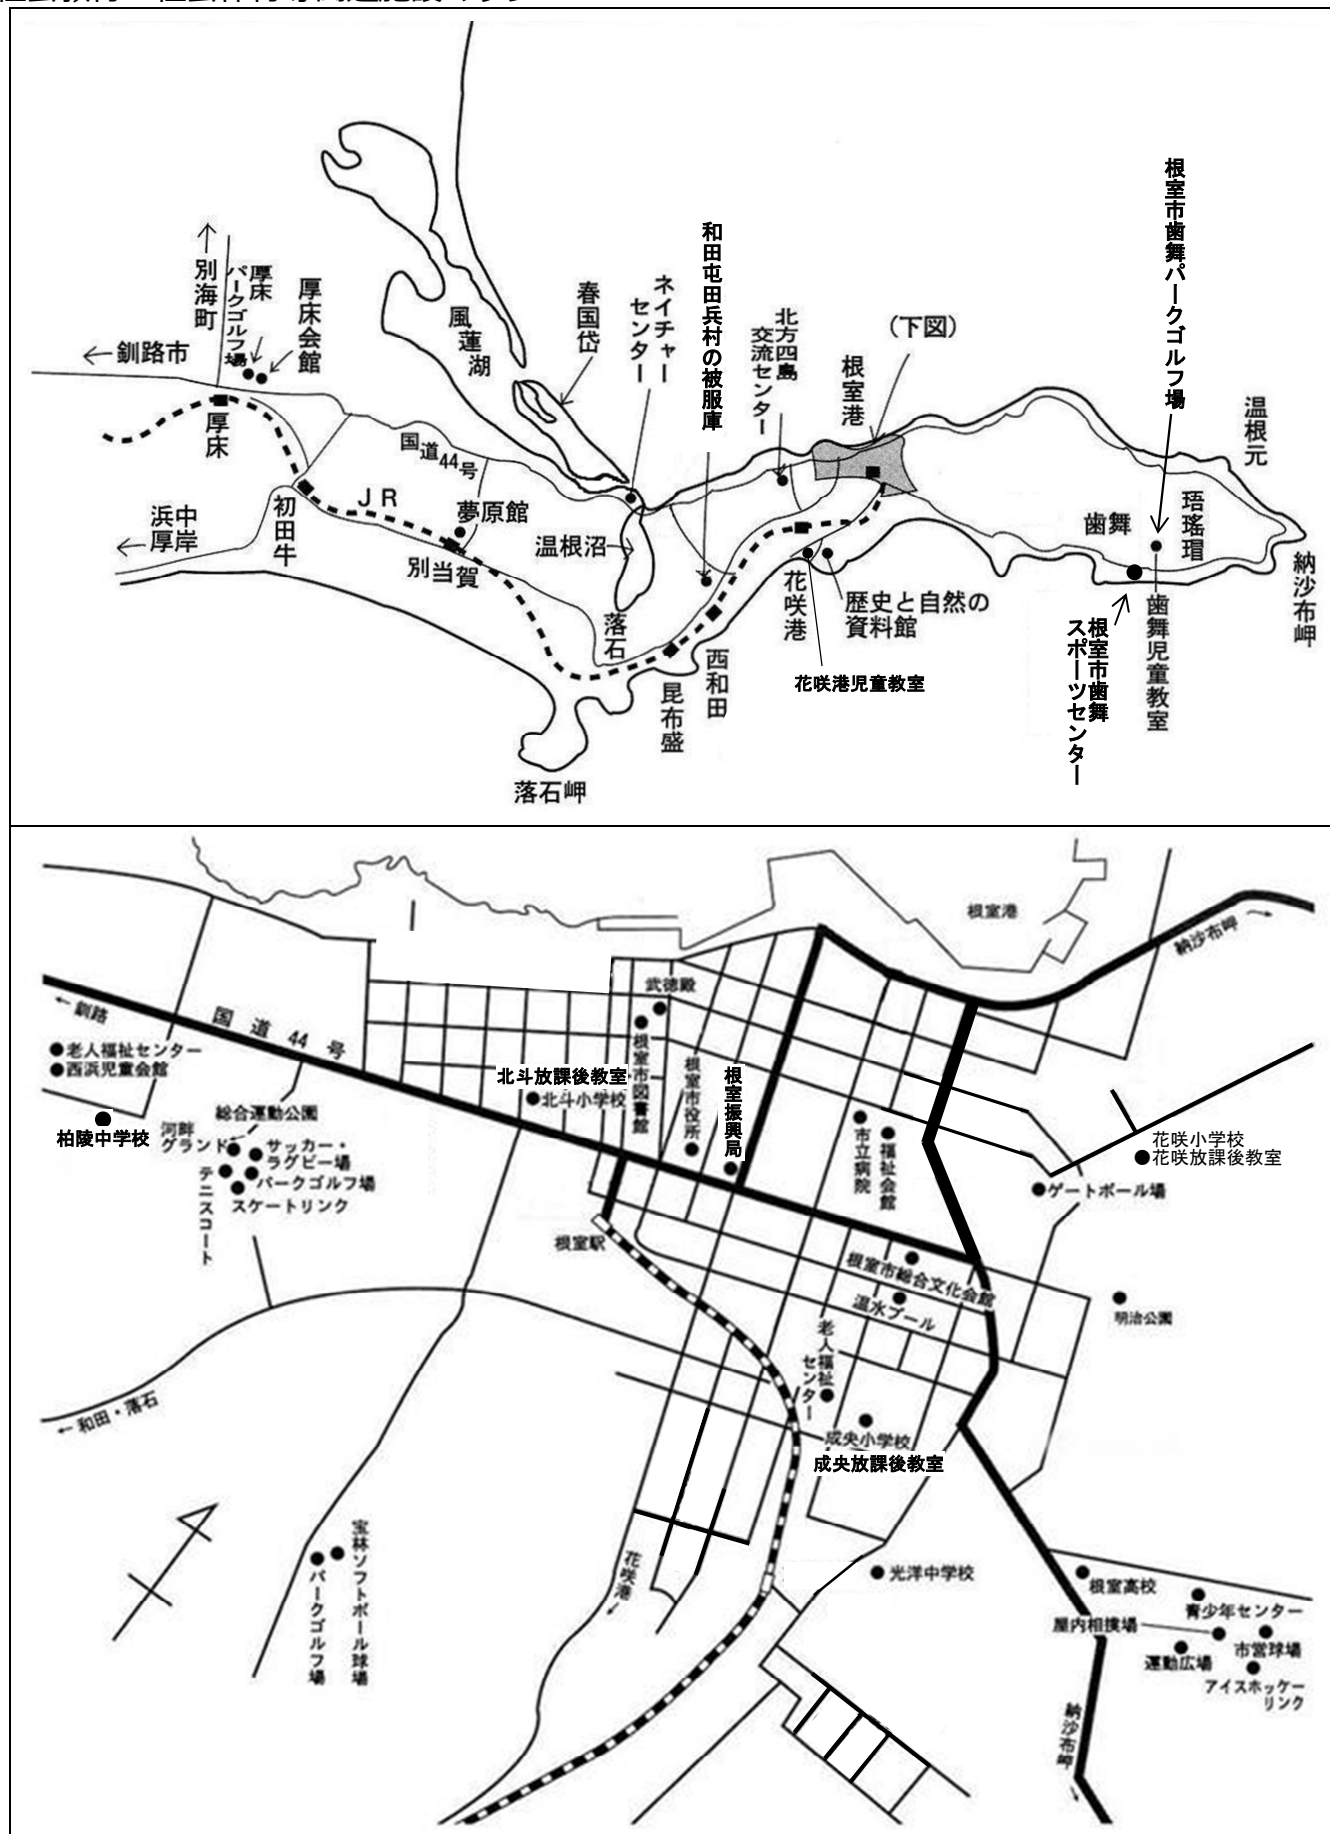 別海町
厚床
パークゴルフ場
厚床会館
釧路市
厚床
国道44号
浜中
厚岸
初田牛
ＪＲ
夢原館
別当賀
風蓮湖
春国岱
ネイチャー
センター
和田屯田兵村の被服庫
北方四島
交流センター
根室港
（下図）
根室市歯舞パークゴルフ場
温根元
温根沼
落石
昆布盛
西和田
落石岬
花咲港
歴史と自然の
資料館
花咲港児童教室
歯舞
珸瑤瑁
納沙布岬
歯舞児童教室
根室市歯舞
スポーツセンター
根室港
納沙布岬
釧路
国道44号
老人福祉センター
西浜児童会館
柏陵中学校
総合運動公園
河畔
グランド
サッカー・
ラグビー場
パークゴルフ場
テニスコート
スケートリンク
武徳殿
根室市図書館
北斗放課後教室
北斗小学校
根室市役所
根室振興局
市立病院
福祉会館
花咲小学校
花咲放課後教室
ゲートボール場
根室駅
根室市総合文化会館
温水プール
明治公園
老人福祉
センター
成央小学校
成央放課後教室
和田・落石
宝林ソフトボール球場
パークゴルフ場
花咲港
光洋中学校
根室高校
青少年センター
屋内相撲場
市営球場
運動広場
アイスホッケー
リンク
納沙布岬